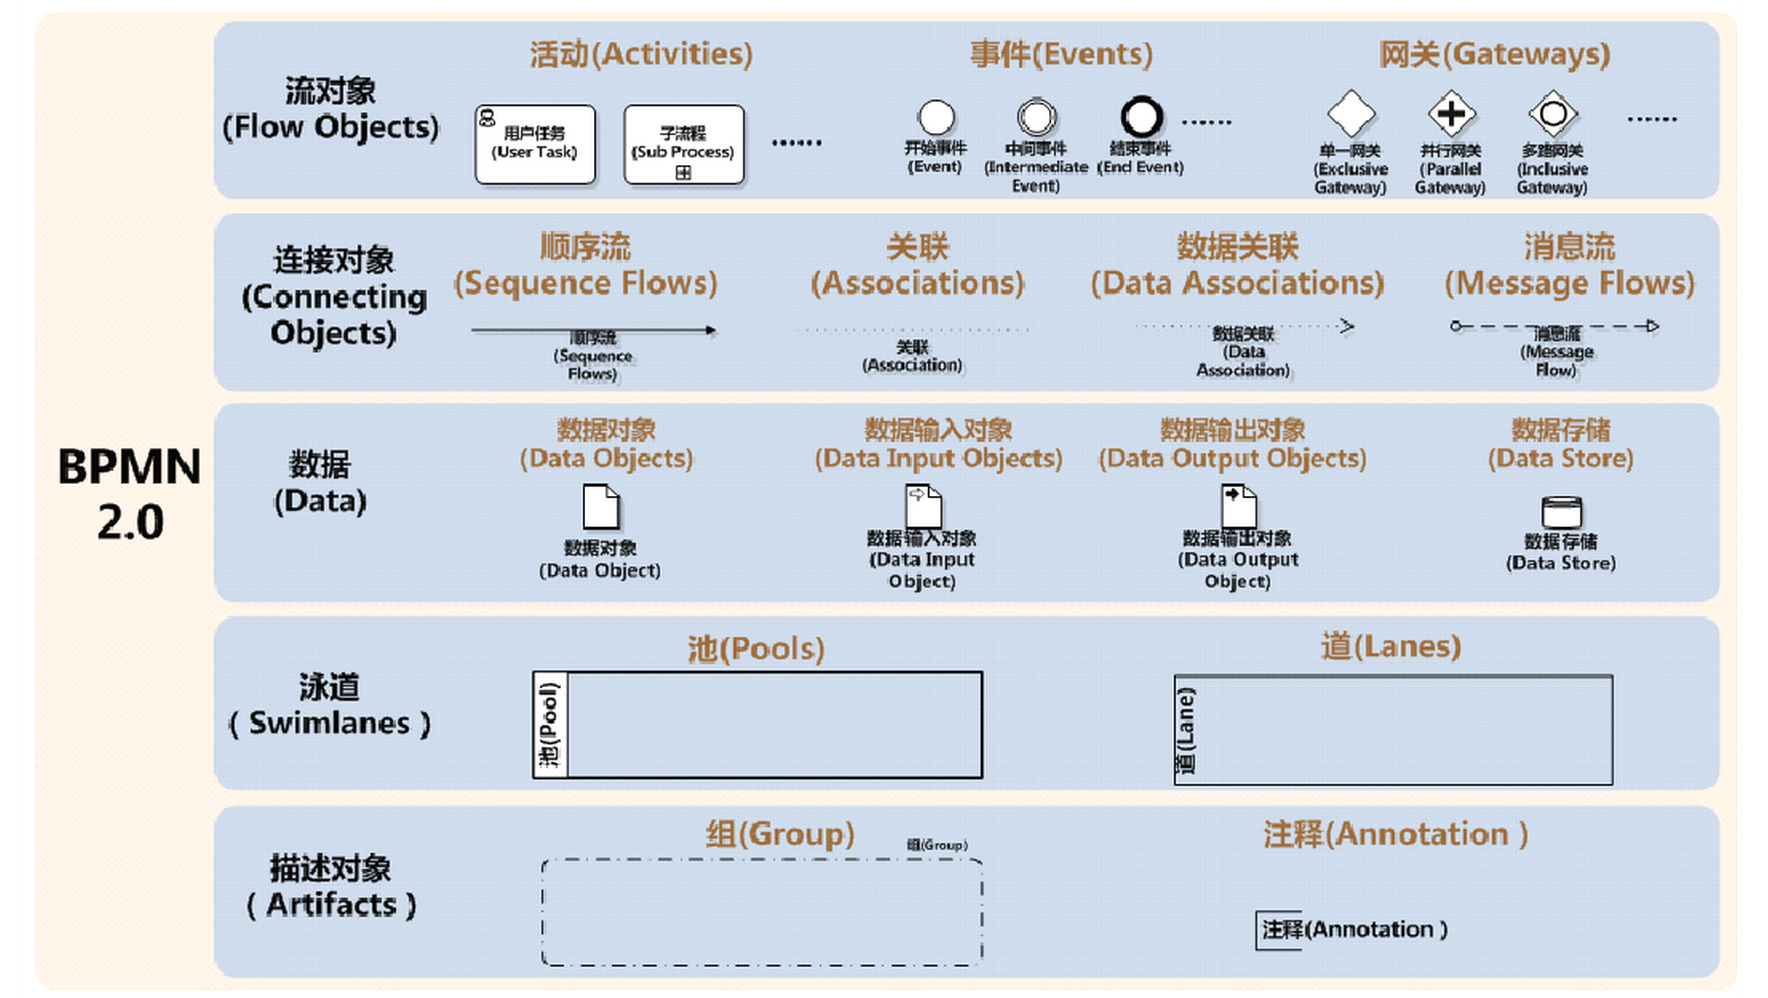 BPMN
2.0
流对象
(Flow Objects)
活动(Activities)
用户任务
(User Task)
子流程
(Sub Process)
......
事件(Events)
开始事件
(Event)
中间事件
(Intermediate
Event)
结束事件
(End Event)
......
网关(Gateways)
单一网关
(Exclusive
Gateway)
并行网关
(Parallel
Gateway)
多路网关
(Inclusive
Gateway)
......
连接对象
(Connecting
Objects)
顺序流
(Sequence Flows)
顺序流
(Sequence
Flows)
关联
(Associations)
关联
(Association)
数据关联
(Data Associations)
数据关联
(Data
Association)
消息流
(Message Flows)
消息流
(Message
Flow)
数据
(Data)
数据对象
(Data Objects)
数据对象
(Data Object)
数据输入对象
(Data Input Objects)
数据输入对象
(Data Input
Object)
数据输出对象
(Data Output Objects)
数据输出对象
(Data Output
Object)
数据存储
(Data Store)
数据存储
(Data Store)
泳道
( Swimlanes )
池(Pools)
池(Pool)
道(Lanes)
道(Lane)
描述对象
( Artifacts )
组(Group)
组(Group)
注释(Annotation )
注释(Annotation )